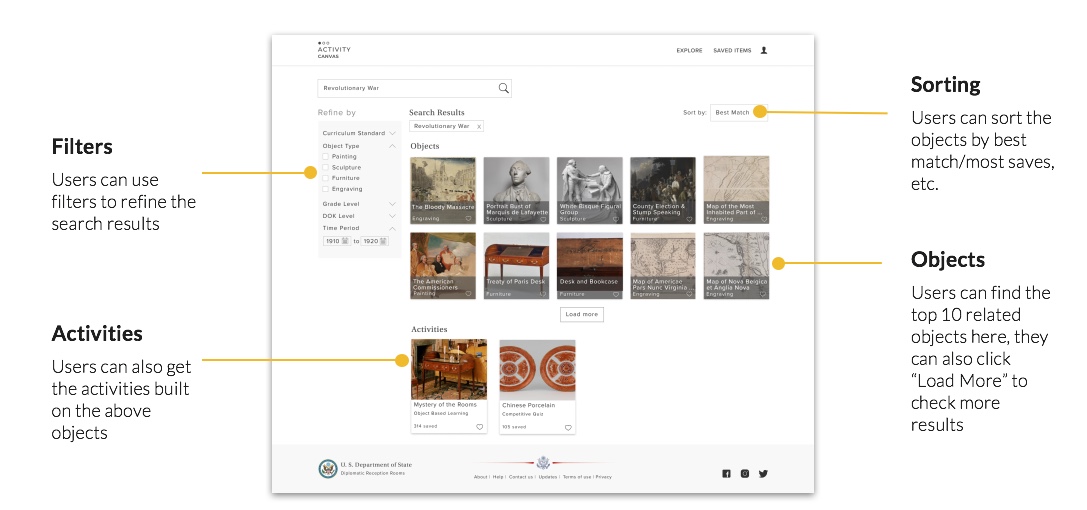 ACTIVITY
CANVAS
EXPLORE
SAVED ITEMS
Revolutionary War
Refine by
Search Results
Sort by:
Best Match
Revolutionary War x
Curriculum Standard
Object Type
Painting
Sculpture
Furniture
Engraving
Grade Level
DOK Level
Time Period
1910 to 1920
Objects
The Bloody Massacre
Engraving
Portrait Bust of
Marquis de Lafayette
Sculpture
White Bisque Figural
Group
Sculpture
County Election &
Stump Speaking
Furniture
Map of the Most
Inhabited Part of ...
Engraving
The American
Commissioners
Painting
Treaty of Paris Desk
Furniture
Desk and Bookcase
Furniture
Map of Americae
Pars Nunc Virginia ...
Engraving
Map of Nova Belgica
et Anglia Nova
Engraving
Load more
Activities
Mystery of the Rooms
Object Based Learning
314 saved
Chinese Porcelain
Competitive Quiz
105 saved
U. S. Department of State
Diplomatic Reception Rooms
About | Help | Contact us | Updates | Terms of use | Privacy
Filters
Users can use
filters to refine the
search results
Activities
Users can also get
the activities built
on the above
objects
Sorting
Users can sort the
objects by best
match/most saves,
etc.
Objects
Users can find the
top 10 related
objects here, they
can also click
“Load More” to
check more
results